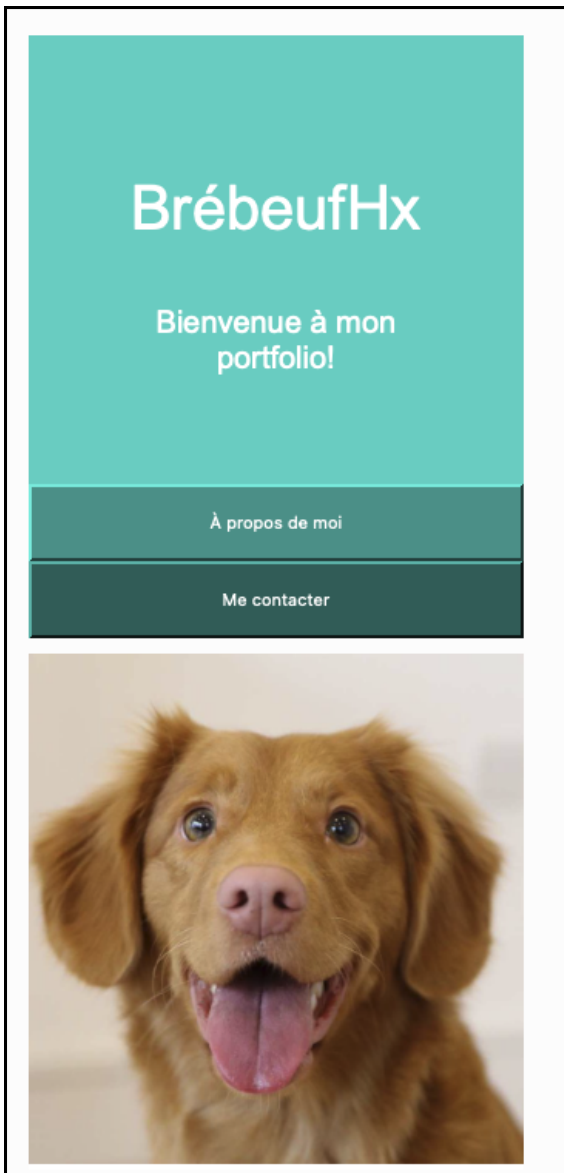 BrébeufHx
Bienvenue à mon
portfolio!
À propos de moi
Me contacter